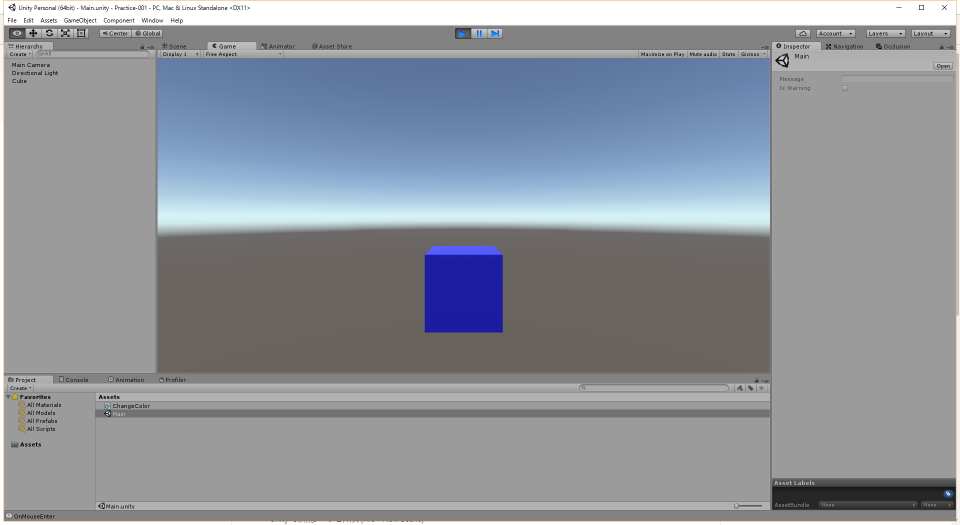 Unity Personal (64bit) - Main.unity - Practice-001 - PC, Mac & Linux Standalone <DX11>
File Edit Assets GameObject Component Window Help
Center Global Account Layers Layout
Hierarchy Scene Game Animator Asset Store Inspector Navigation Occlusion
Create All Display 1 Free Aspect Maximize on Play Mute audio Stats Gizmos
Main
Open
Main Camera
Directional Light
Cube
Message
Is Warning
Project Console Animation Profiler
Create
Favorites
All Materials
All Models
All Prefabs
All Scripts
Assets
Assets
ChangeColor
Main
Main.unity
Asset Labels
AssetBundle None None
OnMouseEnter